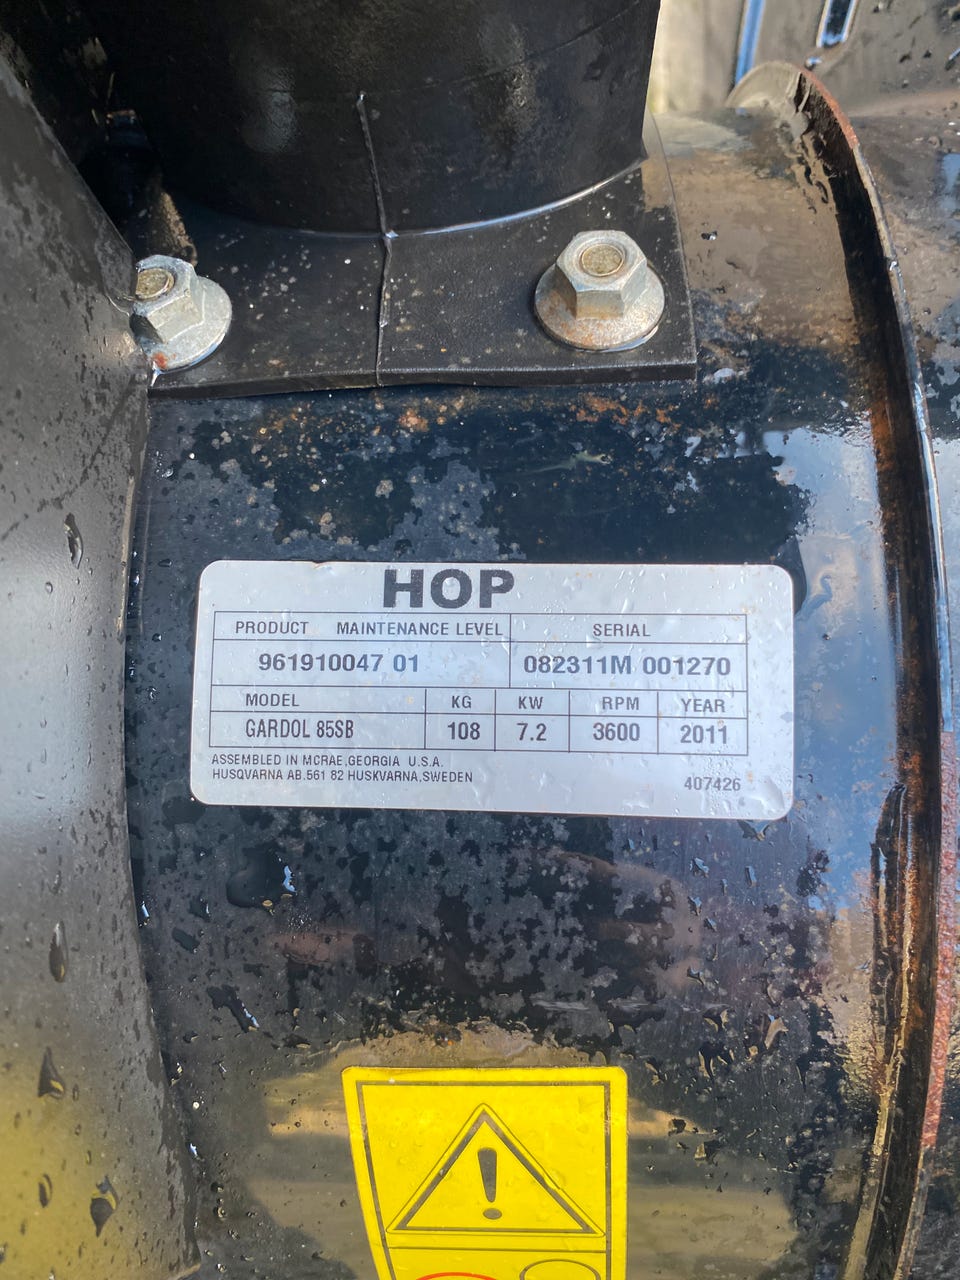 HOP
PRODUCT MAINTENANCE LEVEL SERIAL
961910047 01 082311M 001270
MODEL KG KW RPM YEAR
GARDOL 85SB 108 7.2 3600 2011
ASSEMBLED IN MCRAE,GEORGIA U.S.A.
HUSQVARNA AB.561 82 HUSKVARNA,SWEDEN
407426